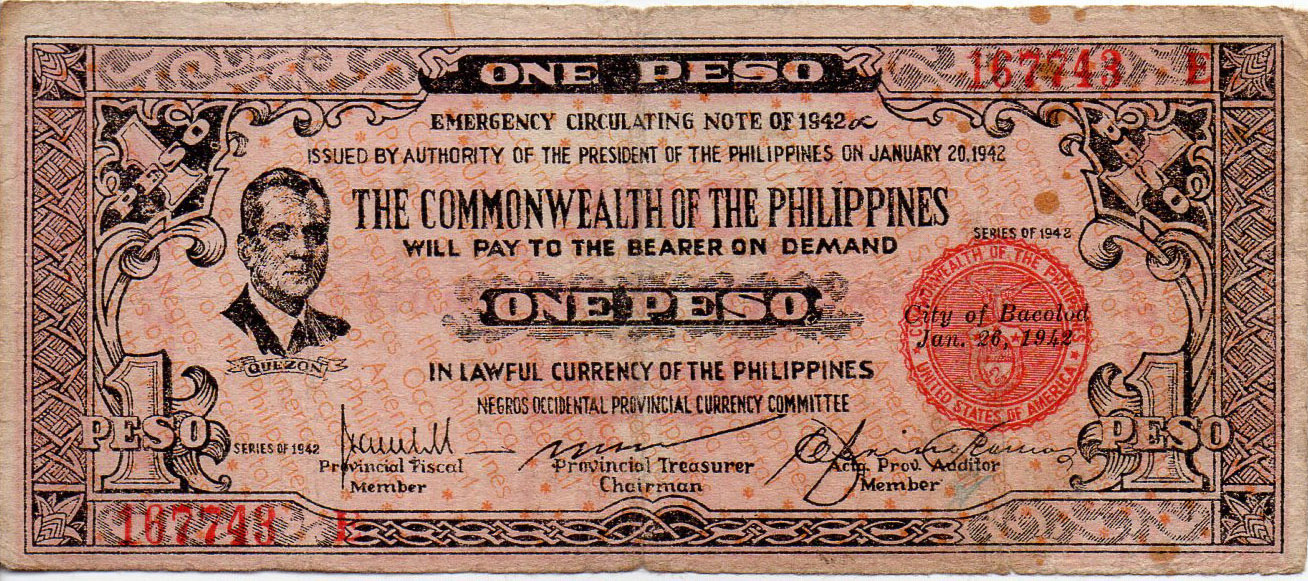 ONE PESO
167743 E
EMERGENCY CIRCULATING NOTE OF 1942
ISSUED BY AUTHORITY OF THE PRESIDENT OF THE PHILIPPINES ON JANUARY 20, 1942
PESO
PESO
THE COMMONWEALTH OF THE PHILIPPINES
WILL PAY TO THE BEARER ON DEMAND
SERIES OF 1942
ONE PESO
COMMONWEALTH OF THE PHILIPPINES
UNITED STATES OF AMERICA
City of Bacolod
Jan. 26, 1942
QUEZON
IN LAWFUL CURRENCY OF THE PHILIPPINES
NEGROS OCCIDENTAL PROVINCIAL CURRENCY COMMITTEE
1 PESO
1 PESO
SERIES OF 1942
Provincial Fiscal
Member
Provincial Treasurer
Chairman
Actg. Prov. Auditor
Member
167743 E